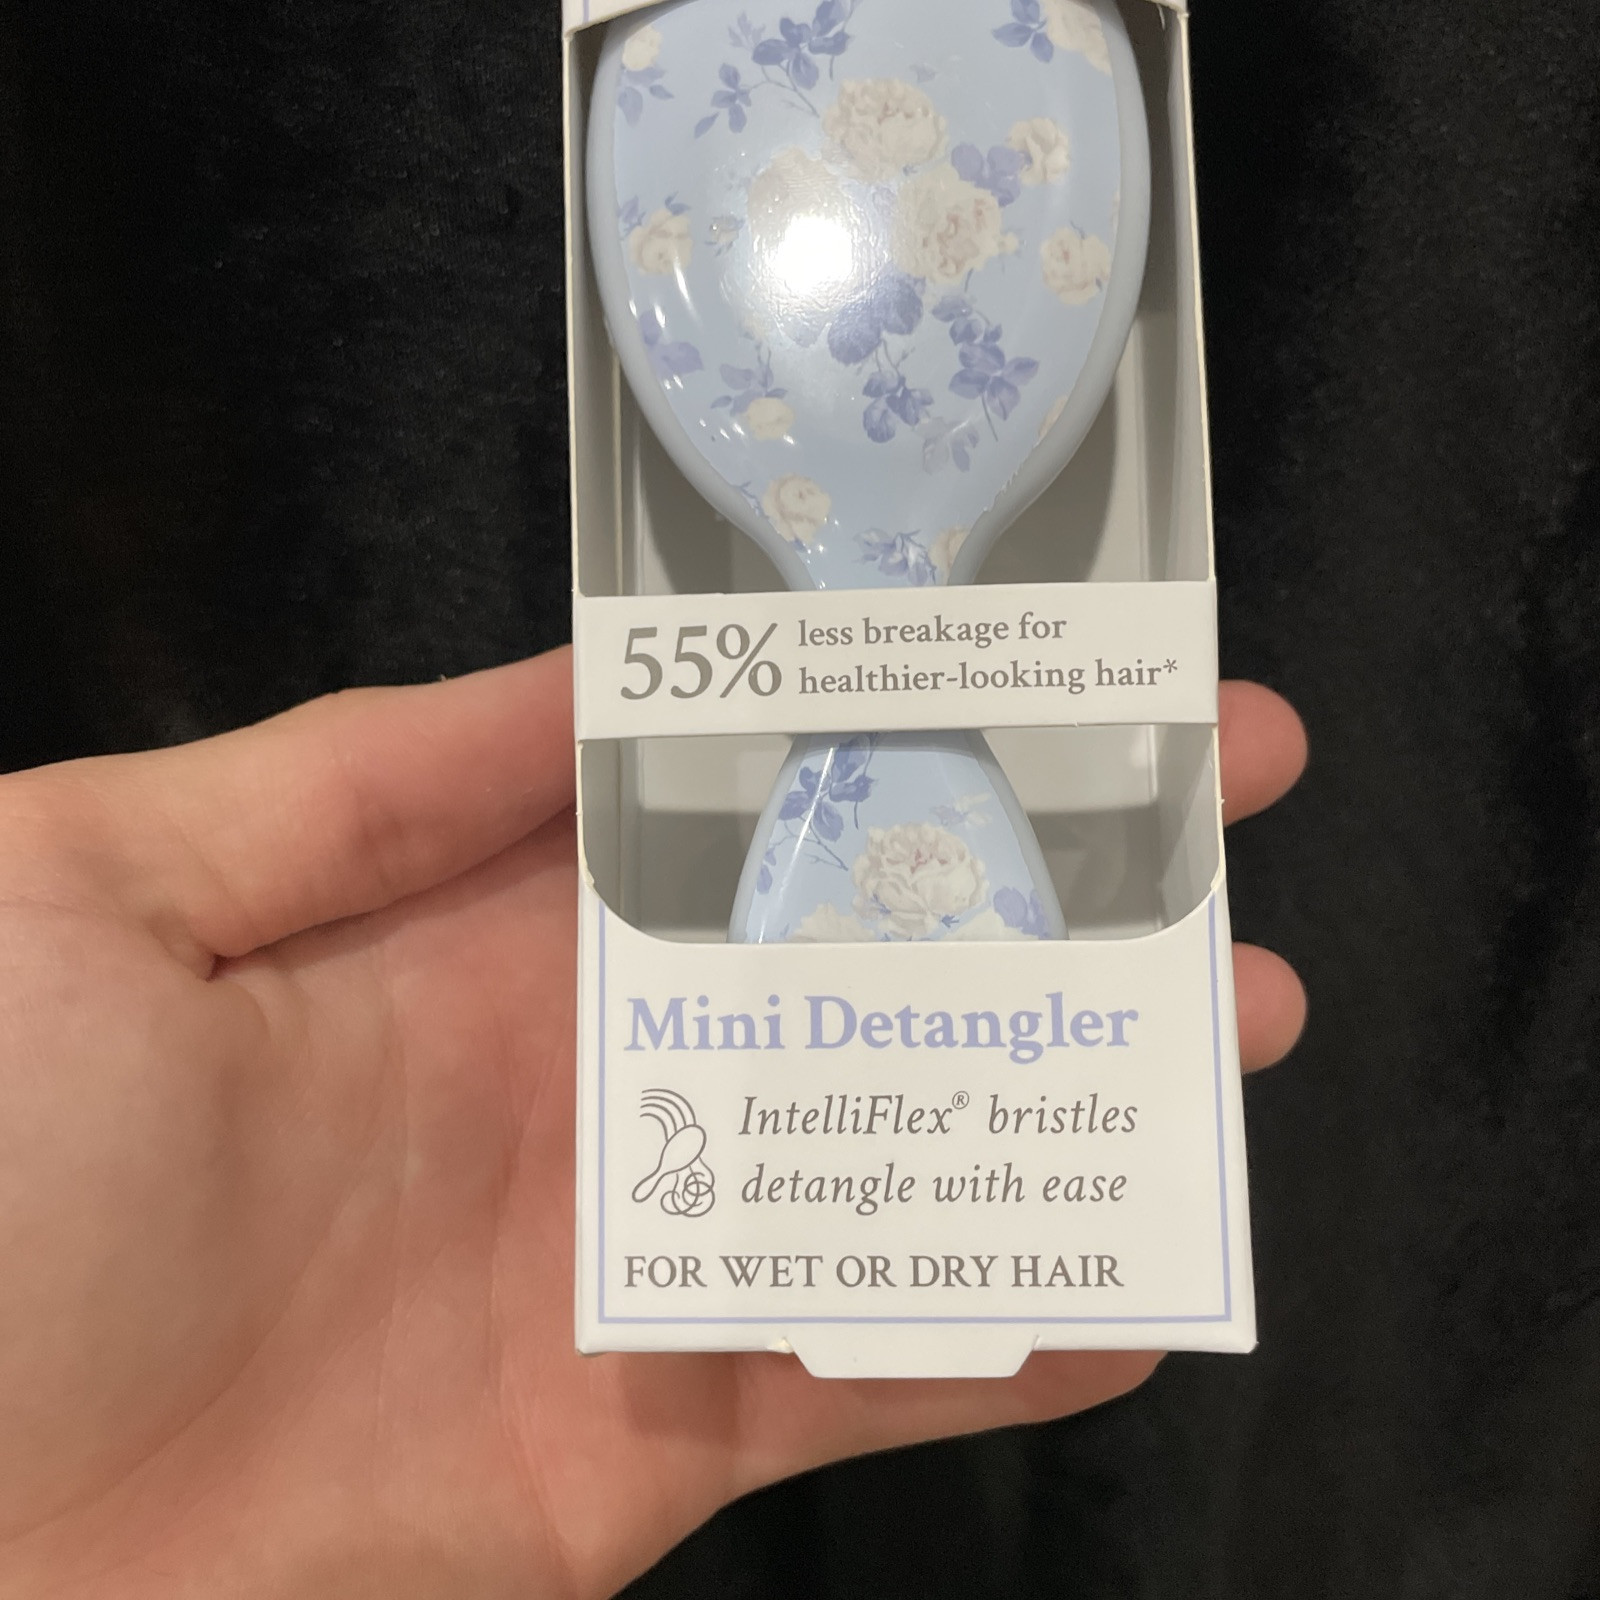 55% less breakage for
healthier-looking hair*
Mini Detangler
IntelliFlex® bristles
detangle with ease
FOR WET OR DRY HAIR